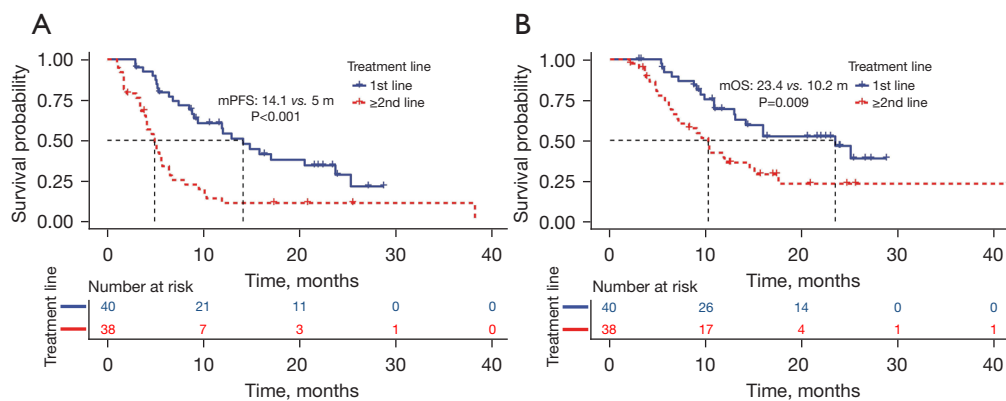 A
Survival probability
1.00
0.75
0.50
0.25
0.00
Treatment line
1st line
≥2nd line
mPFS: 14.1 vs. 5 m
P<0.001
0 10 20 30 40
Time, months
Treatment line
Number at risk
40 21 11 0 0
38 7 3 1 0
0 10 20 30 40
Time, months
B
Survival probability
1.00
0.75
0.50
0.25
0.00
Treatment line
1st line
≥2nd line
mOS: 23.4 vs. 10.2 m
P=0.009
0 10 20 30 40
Time, months
Treatment line
Number at risk
40 26 14 0 0
38 17 4 1 1
0 10 20 30 40
Time, months